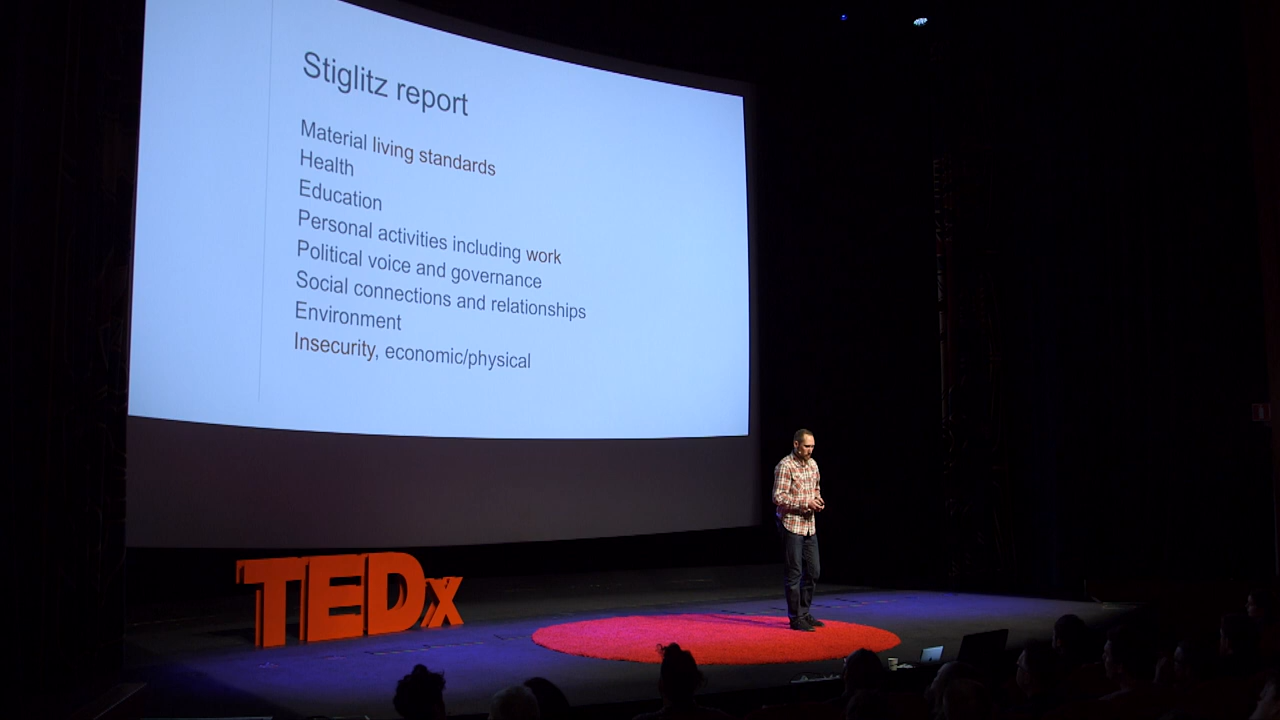 Stiglitz report
Material living standards
Health
Education
Personal activities including work
Political voice and governance
Social connections and relationships
Environment
Insecurity, economic/physical
TEDx